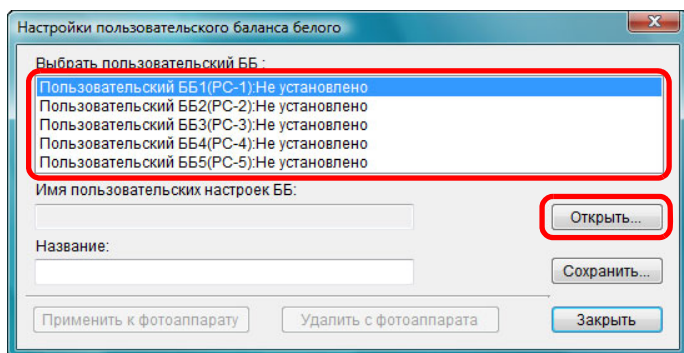 Настройки пользовательского баланса белого
Выбрать пользовательский ББ :
Пользовательский ББ1(PC-1):Не установлено
Пользовательский ББ2(PC-2):Не установлено
Пользовательский ББ3(PC-3):Не установлено
Пользовательский ББ4(PC-4):Не установлено
Пользовательский ББ5(PC-5):Не установлено
Имя пользовательских настроек ББ:
Открыть...
Название:
Сохранить...
Применить к фотоаппарату Удалить с фотоаппарата Закрыть